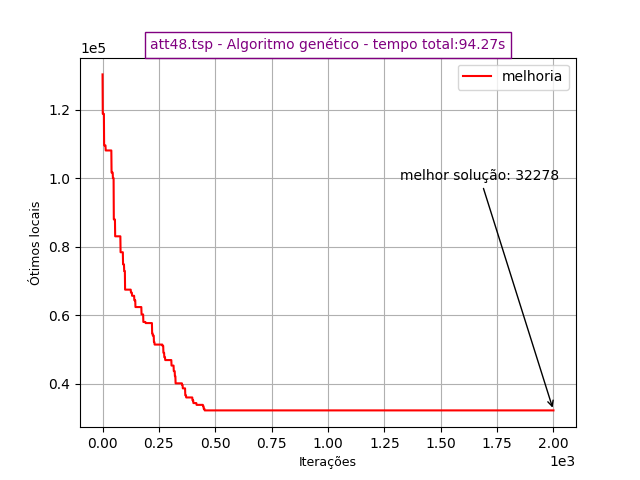 att48.tsp - Algoritmo genético - tempo total:94.27s
1e5
melhoria
1.2
melhor solução: 32278
1.0
0.8
0.6
0.4
Ótimos locais
0.00 0.25 0.50 0.75 1.00 1.25 1.50 1.75 2.00
Iterações
1e3